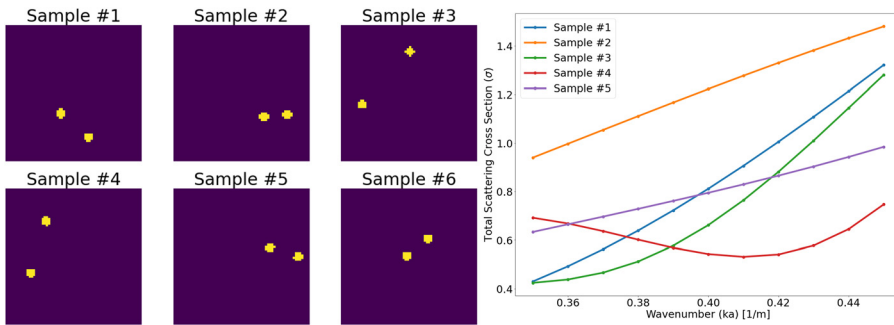 Sample #1
Sample #2
Sample #3
Sample #4
Sample #5
Sample #6
Total Scattering Cross Section (σ)
1.4
1.2
1.0
0.8
0.6
0.4
Sample #1
Sample #2
Sample #3
Sample #4
Sample #5
0.36
0.38
0.40
0.42
0.44
Wavenumber (ka) [1/m]